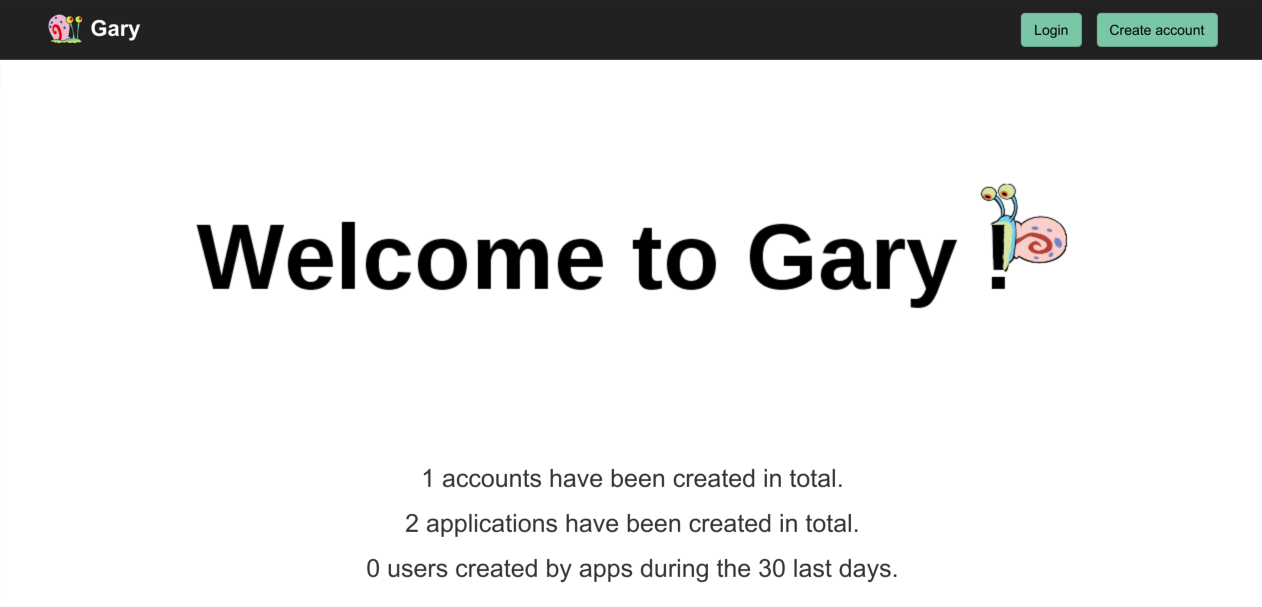 Gary
Login
Create account
Welcome to Gary !
1 accounts have been created in total.
2 applications have been created in total.
0 users created by apps during the 30 last days.